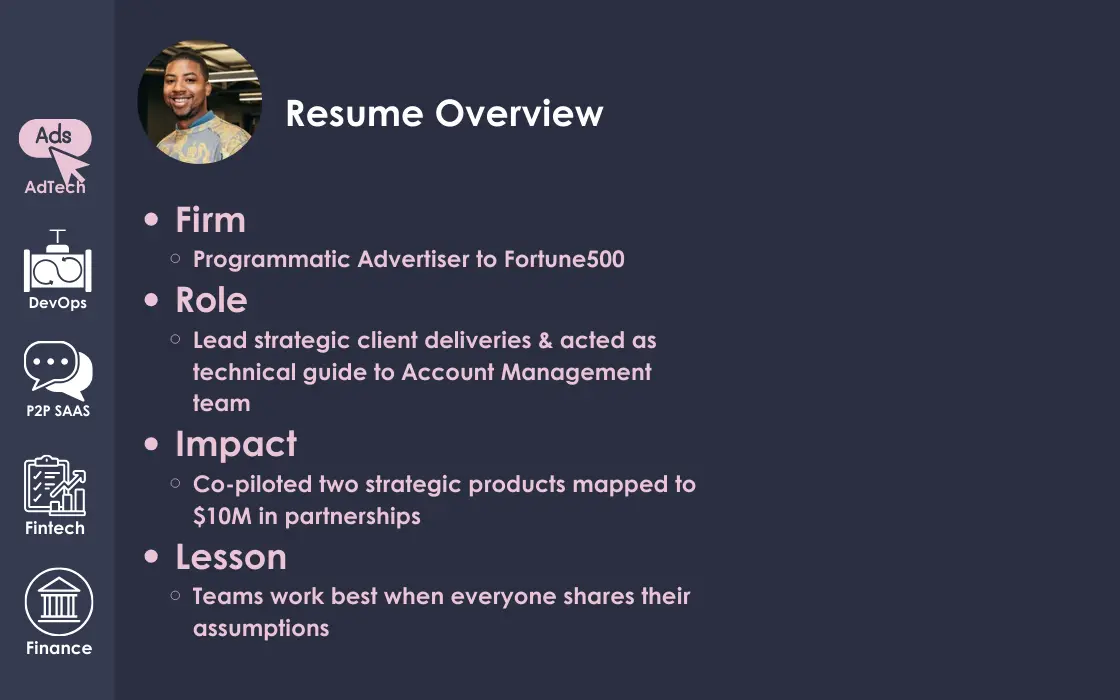 Resume Overview
Ads
AdTech
DevOps
P2P SAAS
Fintech
Finance
Firm
Programmatic Advertiser to Fortune500
Role
Lead strategic client deliveries & acted as
technical guide to Account Management
team
Impact
Co-piloted two strategic products mapped to
$10M in partnerships
Lesson
Teams work best when everyone shares their
assumptions